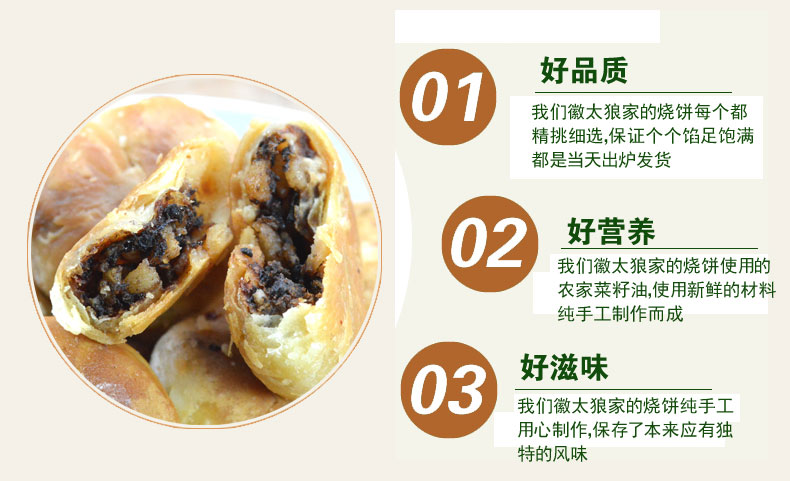 01
好品质
我们徽太狼家的烧饼每个都
精挑细选,保证个个馅足饱满
都是当天出炉发货
02
好营养
我们徽太狼家的烧饼使用的
农家菜籽油,使用新鲜的材料
纯手工制作而成
03
好滋味
我们徽太狼家的烧饼纯手工
用心制作,保存了本来应有独
特的风味